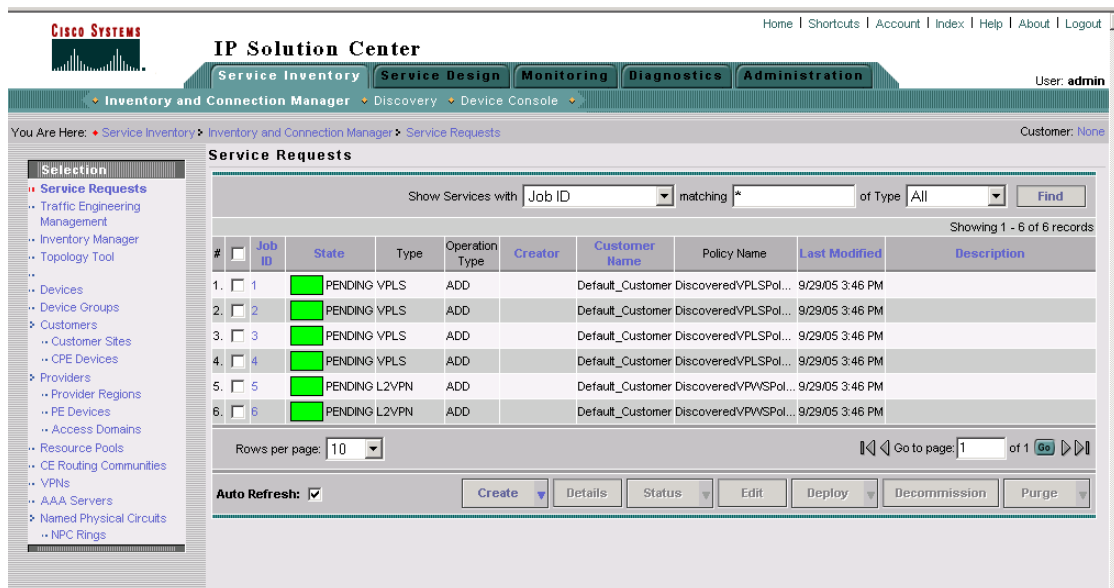 Home | Shortcuts | Account | Index | Help | About | Logout
CISCO SYSTEMS
IP Solution Center
Service Inventory Service Design Monitoring Diagnostics Administration
User: admin
Inventory and Connection Manager Discovery Device Console
You Are Here: Service Inventory Inventory and Connection Manager Service Requests Customer: None
Selection
Service Requests
Traffic Engineering
Management
Inventory Manager
Topology Tool
Devices
Device Groups
Customers
Customer Sites
CPE Devices
Providers
Provider Regions
PE Devices
Access Domains
Resource Pools
CE Routing Communities
VPNs
AAA Servers
Named Physical Circuits
NPC Rings
Service Requests
Show Services with Job ID matching * of Type All Find
Showing 1 - 6 of 6 records
# Job ID State Type Operation Type Creator Customer Name Policy Name Last Modified Description
1. 1 PENDING VPLS ADD Default_Customer DiscoveredVPLSPol... 9/29/05 3:46 PM
2. 2 PENDING VPLS ADD Default_Customer DiscoveredVPLSPol... 9/29/05 3:46 PM
3. 3 PENDING VPLS ADD Default_Customer DiscoveredVPLSPol... 9/29/05 3:46 PM
4. 4 PENDING VPLS ADD Default_Customer DiscoveredVPLSPol... 9/29/05 3:46 PM
5. 5 PENDING L2VPN ADD Default_Customer DiscoveredVPWSPol... 9/29/05 3:46 PM
6. 6 PENDING L2VPN ADD Default_Customer DiscoveredVPWSPol... 9/29/05 3:46 PM
Rows per page: 10 Go to page: 1 of 1 Go
Auto Refresh: Create Details Status Edit Deploy Decommission Purge